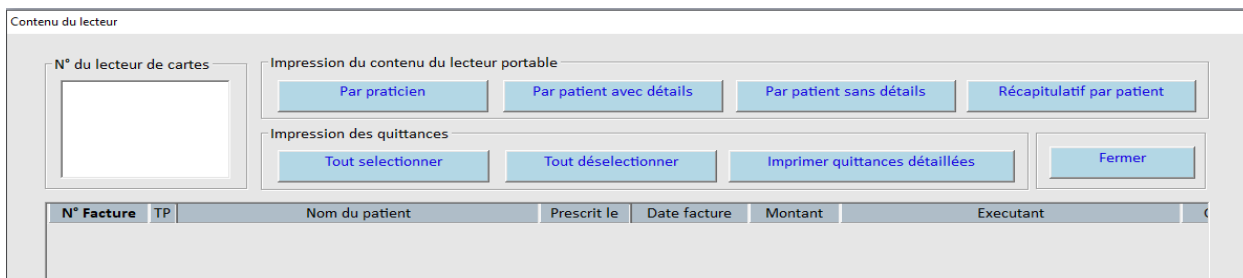 Contenu du lecteur
N° du lecteur de cartes
Impression du contenu du lecteur portable
Par praticien
Par patient avec détails
Par patient sans détails
Récapitulatif par patient
Impression des quittances
Tout selectionner
Tout déselectionner
Imprimer quittances détaillées
Fermer
N° Facture TP Nom du patient Prescrit le Date facture Montant Executant